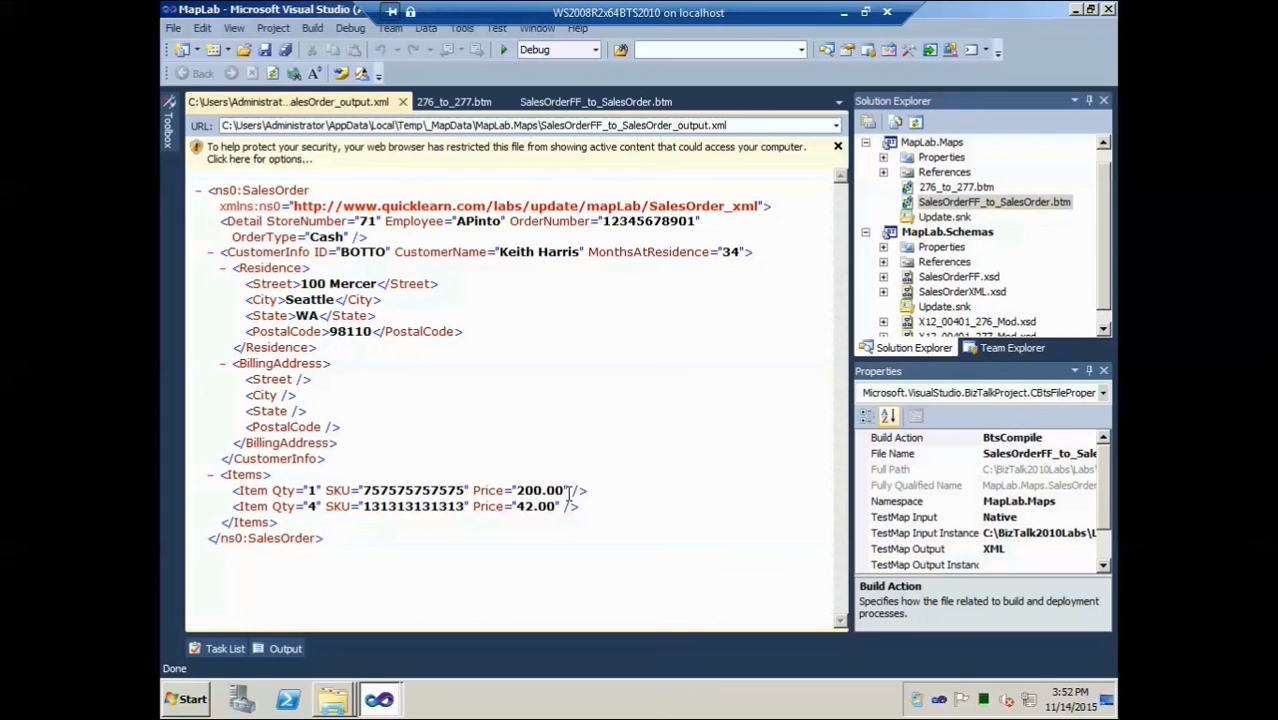 MapLab - Microsoft Visual Studio (
WS2008R2x64BTS2010 on localhost
File Edit View Project Build Debug Team Data Tools Test Window Help
Debug
Back
C:\Users\Administrat...alesOrder_output.xml 276_to_277.btm SalesOrderFF_to_SalesOrder.btm
URL: C:\Users\Administrator\AppData\Local\Temp\_MapData\MapLab.Maps\SalesOrderFF_to_SalesOrder_output.xml
To help protect your security, your web browser has restricted this file from showing active content that could access your computer.
Click here for options...
Toolbox
- <ns0:SalesOrder
xmlns:ns0="http://www.quicklearn.com/labs/update/mapLab/SalesOrder_xml">
<Detail StoreNumber="71" Employee="APinto" OrderNumber="12345678901"
OrderType="Cash" />
- <CustomerInfo ID="BOTTO" CustomerName="Keith Harris" MonthsAtResidence="34">
- <Residence>
<Street>100 Mercer</Street>
<City>Seattle</City>
<State>WA</State>
<PostalCode>98110</PostalCode>
</Residence>
- <BillingAddress>
<Street />
<City />
<State />
<PostalCode />
</BillingAddress>
</CustomerInfo>
- <Items>
<Item Qty="1" SKU="757575757575" Price="200.00" />
<Item Qty="4" SKU="131313131313" Price="42.00" />
</Items>
</ns0:SalesOrder>
Solution Explorer
MapLab.Maps
Properties
References
276_to_277.btm
SalesOrderFF_to_SalesOrder.btm
Update.snk
MapLab.Schemas
Properties
References
SalesOrderFF.xsd
SalesOrderXML.xsd
Update.snk
X12_00401_276_Mod.xsd
X12_00401_277_Mod.xsd
Solution Explorer Team Explorer
Properties
Microsoft.VisualStudio.BizTalkProject.CBtsFileProper
Build Action BtsCompile
File Name SalesOrderFF_to_Sale
Full Path MapLab.Maps.SalesOrd
Fully Qualified Name
Namespace MapLab.Maps
TestMap Input Native
TestMap Input Instance C:\BizTalk2010Labs\L
TestMap Output XML
TestMap Output Instanc
Build Action
Specifies how the file related to build and deployment
processes.
Task List Output
Done
Start
3:52 PM
11/14/2015